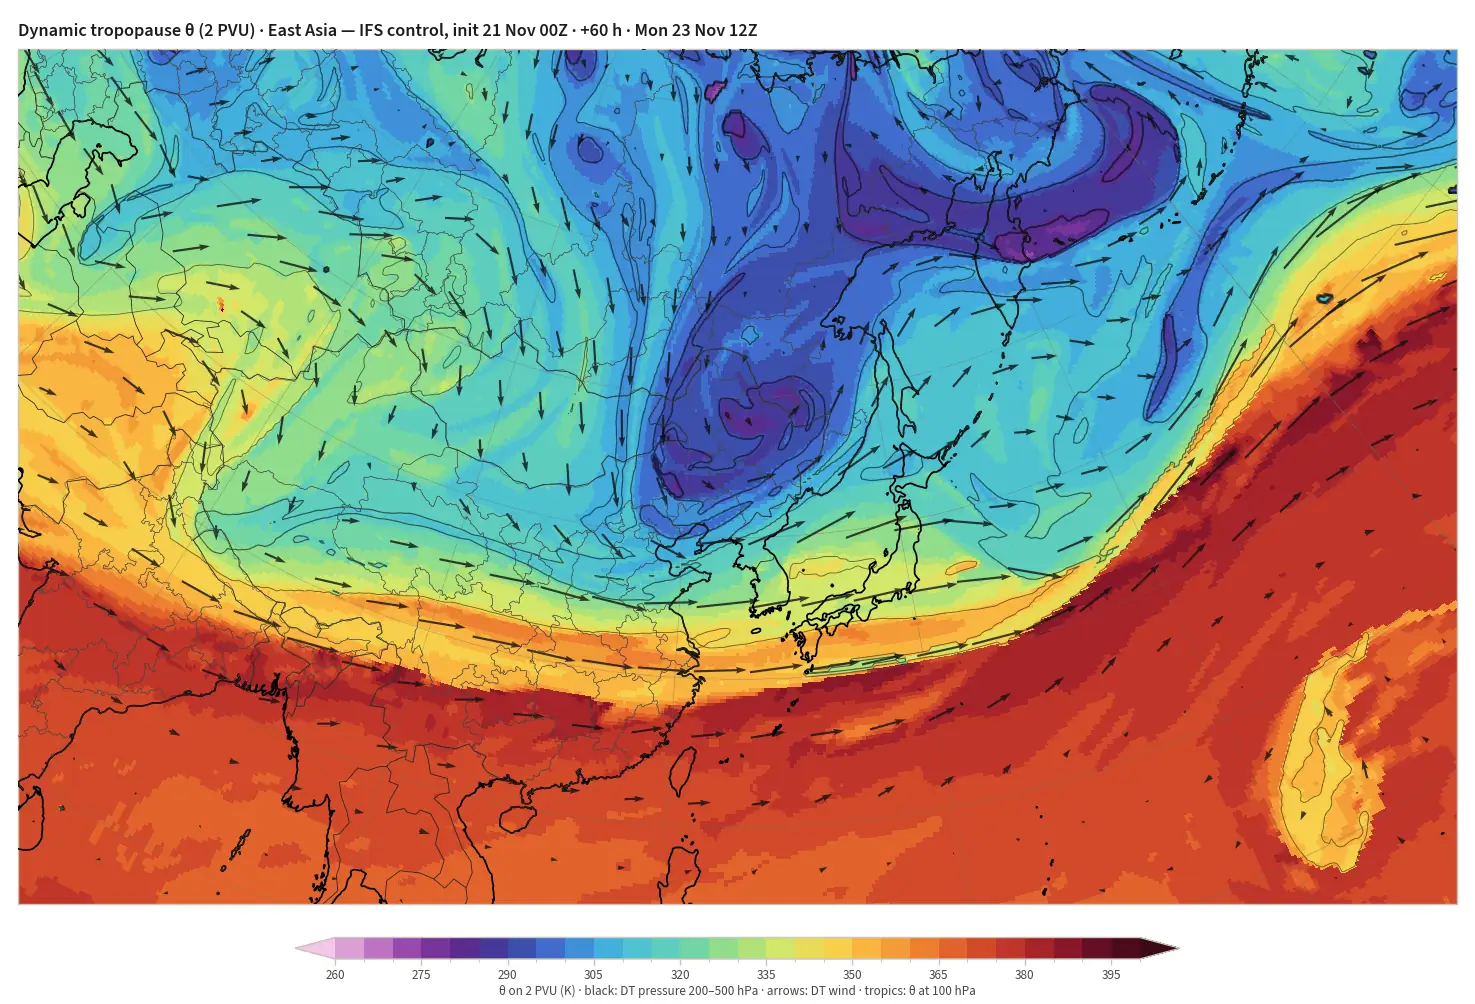 Dynamic tropopause θ (2 PVU) · East Asia — IFS control, init 21 Nov 00Z · +60 h · Mon 23 Nov 12Z
260 275 290 305 320 335 350 365 380 395
θ on 2 PVU (K) · black: DT pressure 200–500 hPa · arrows: DT wind · tropics: θ at 100 hPa